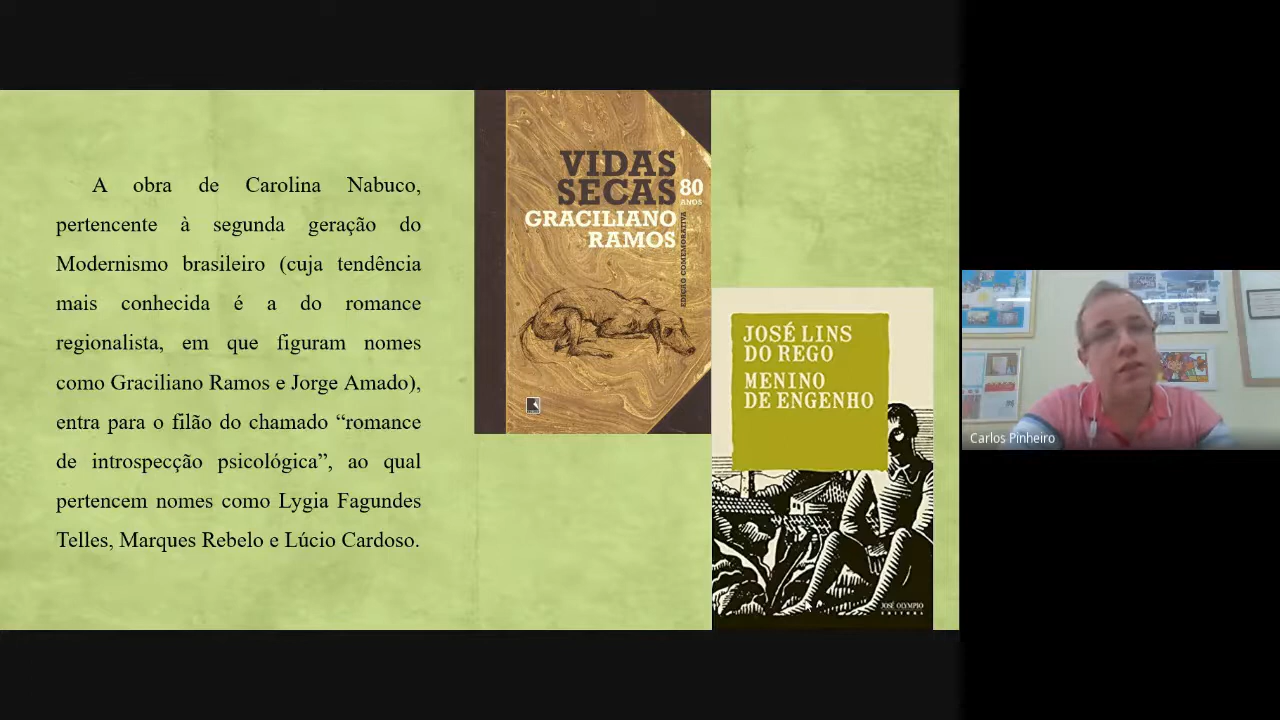 A obra de Carolina Nabuco,
pertencente à segunda geração do
Modernismo brasileiro (cuja tendência
mais conhecida é a do romance
regionalista, em que figuram nomes
como Graciliano Ramos e Jorge Amado),
entra para o filão do chamado “romance
de introspecção psicológica”, ao qual
pertencem nomes como Lygia Fagundes
Telles, Marques Rebelo e Lúcio Cardoso.
VIDAS
SECAS
80
ANOS
GRACILIANO
RAMOS
EDIÇÃO COMEMORATIVA
JOSÉ LINS
DO REGO
MENINO
DE ENGENHO
JOSÉ OLYMPIO
EDITORA
Carlos Pinheiro